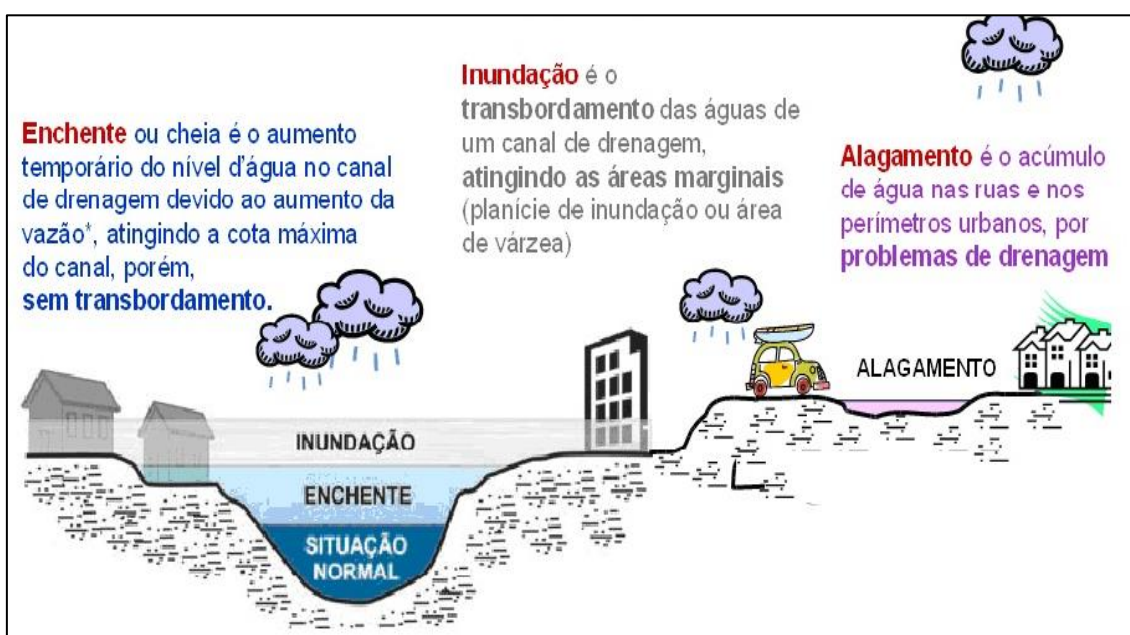 Enchente ou cheia é o aumento
temporário do nível d'água no canal
de drenagem devido ao aumento da
vazão*, atingindo a cota máxima
do canal, porém,
sem transbordamento.
Inundação é o
transbordamento das águas de
um canal de drenagem,
atingindo as áreas marginais
(planície de inundação ou área
de várzea)
Alagamento é o acúmulo
de água nas ruas e nos
perímetros urbanos, por
problemas de drenagem
ALAGAMENTO
INUNDAÇÃO
ENCHENTE
SITUAÇÃO
NORMAL